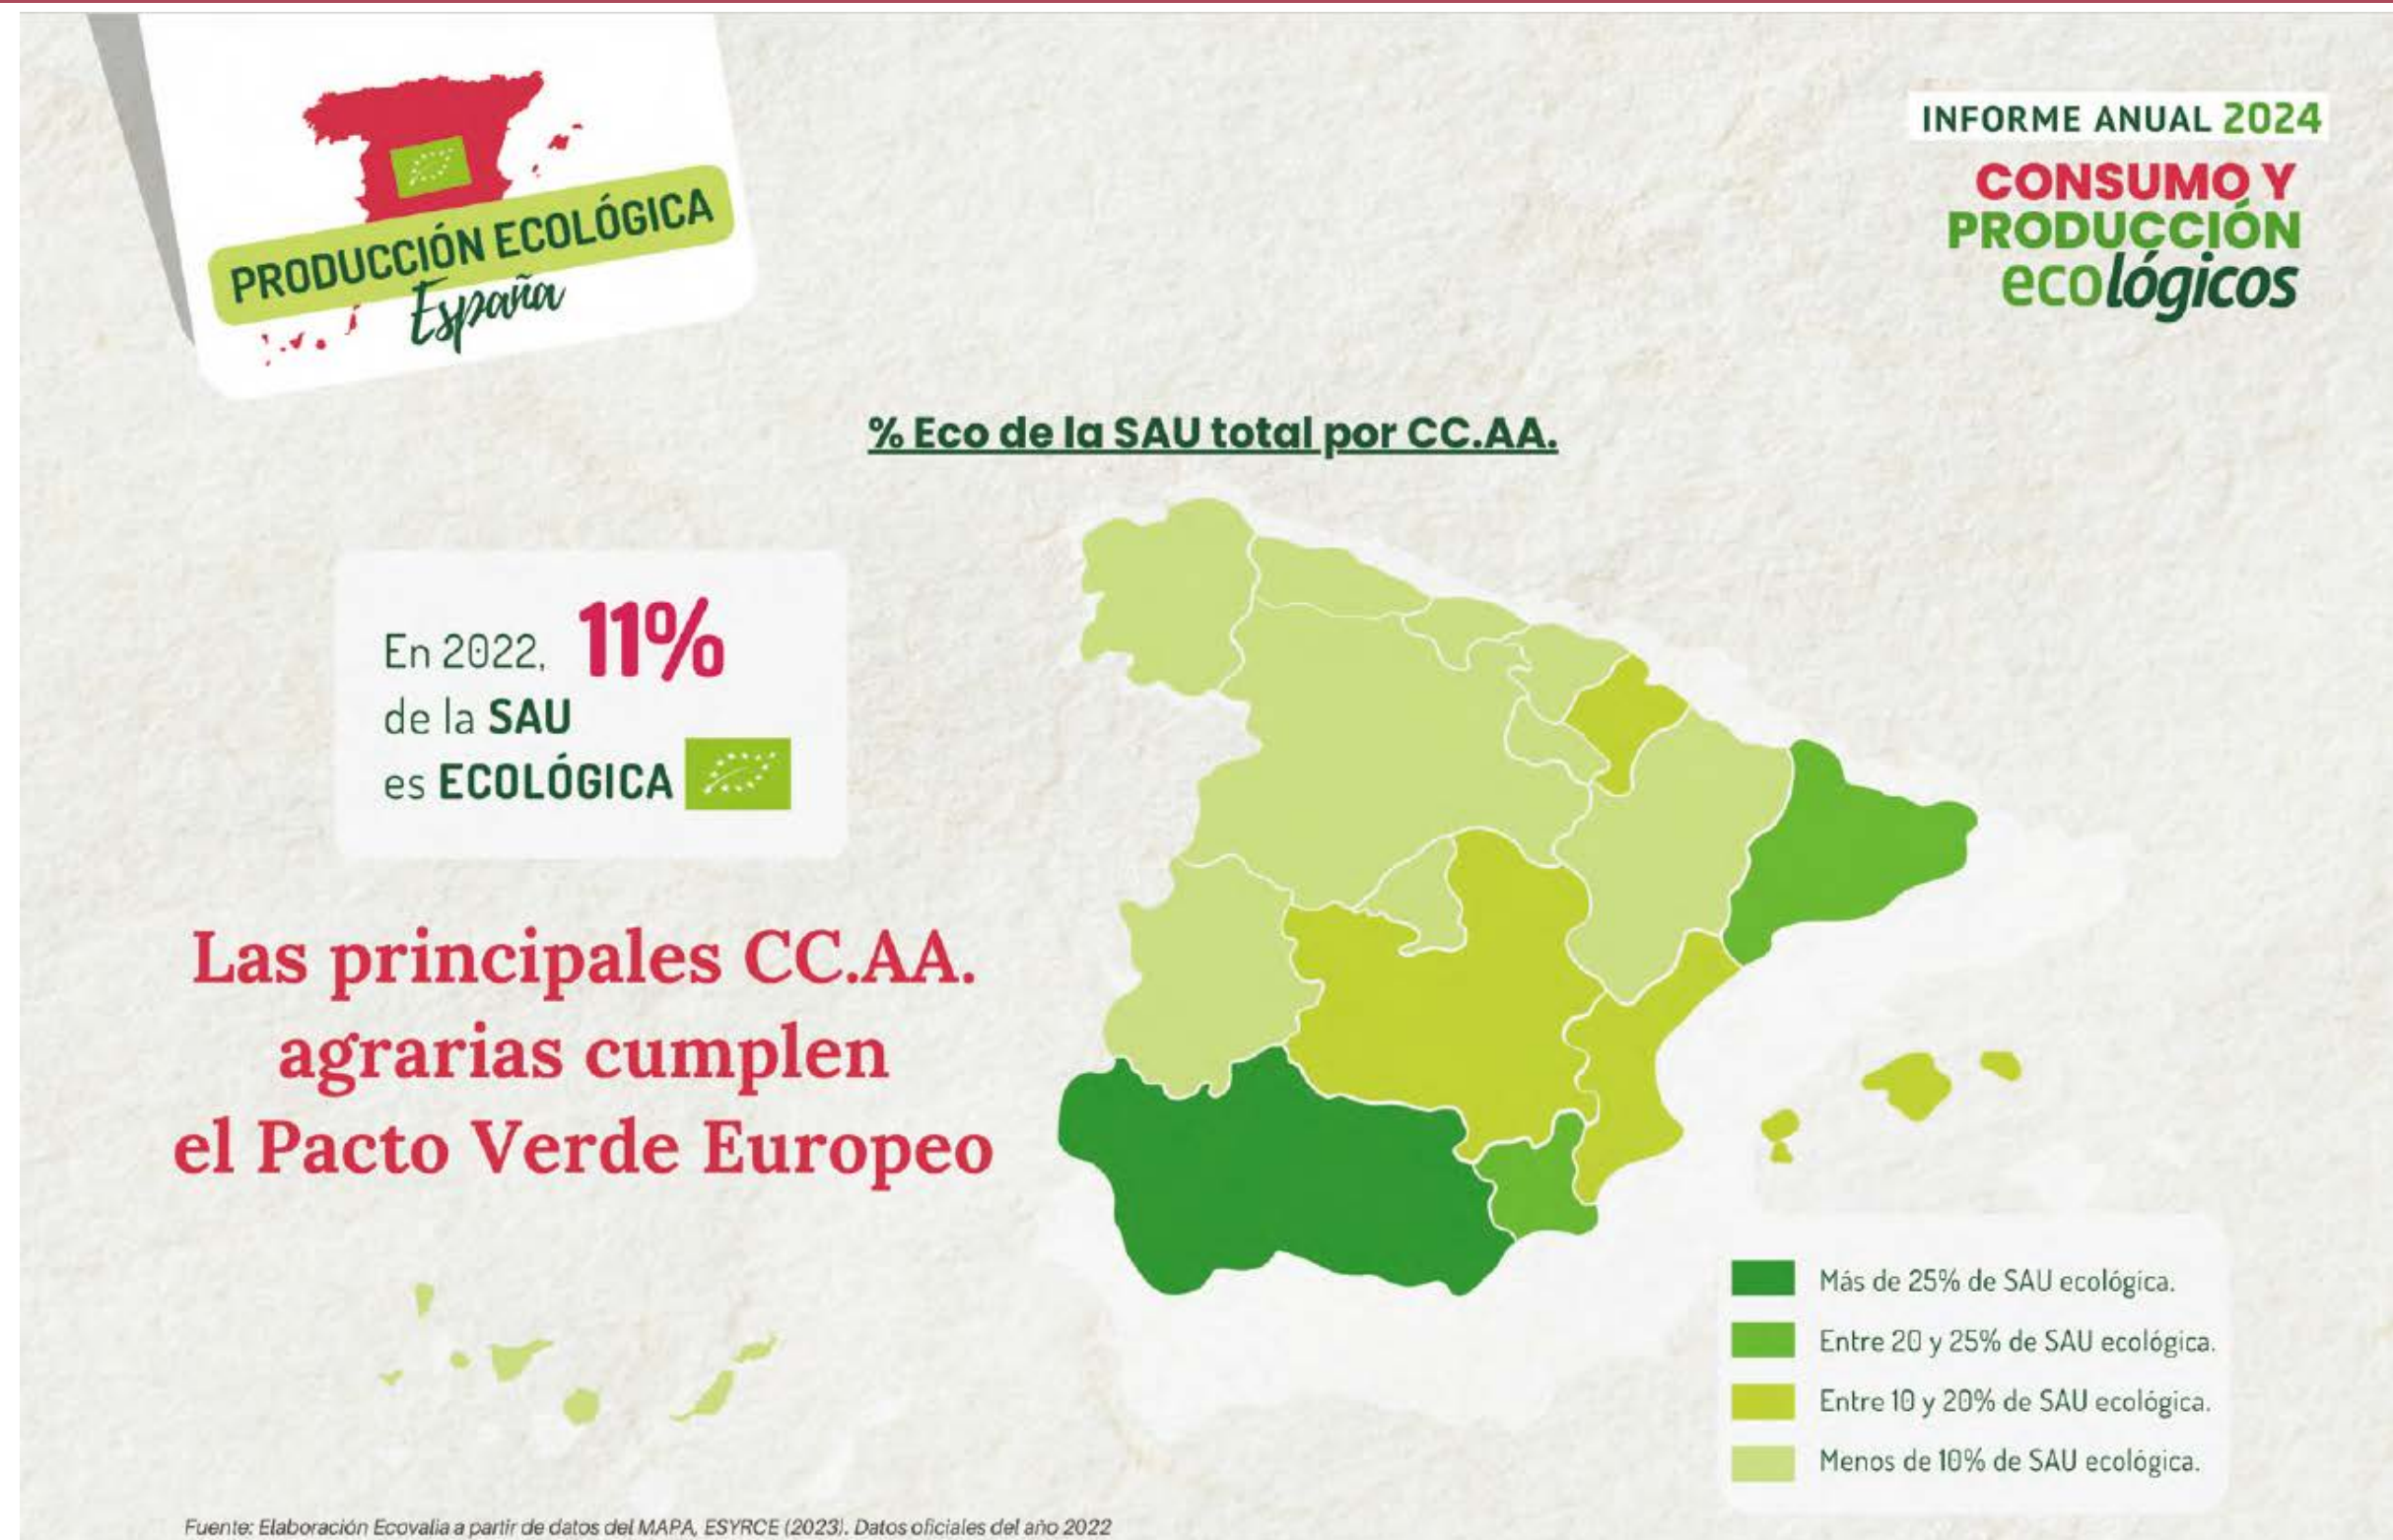 PRODUCCIÓN ECOLÓGICA
España
INFORME ANUAL 2024
CONSUMO Y
PRODUCCIÓN
ecológicos
% Eco de la SAU total por CC.AA.
En 2022, 11%
de la SAU
es ECOLÓGICA
Las principales CC.AA.
agrarias cumplen
el Pacto Verde Europeo
Más de 25% de SAU ecológica.
Entre 20 y 25% de SAU ecológica.
Entre 10 y 20% de SAU ecológica.
Menos de 10% de SAU ecológica.
Fuente: Elaboración Ecovalia a partir de datos del MAPA, ESYRCE (2023). Datos oficiales del año 2022